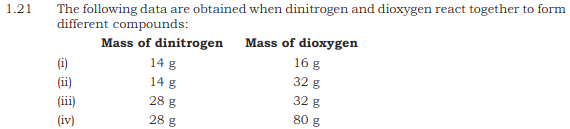 1.21 The following data are obtained when dinitrogen and dioxygen react together to form
different compounds:
Mass of dinitrogen Mass of dioxygen
(i) 14 g 16 g
(ii) 14 g 32 g
(iii) 28 g 32 g
(iv) 28 g 80 g